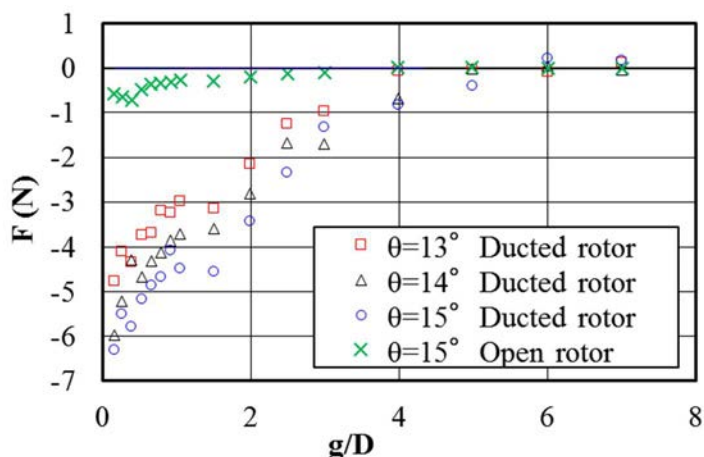 1
0
-1
-2
-3
-4
-5
-6
-7
F (N)
θ=13° Ducted rotor
θ=14° Ducted rotor
θ=15° Ducted rotor
θ=15° Open rotor
0 2 4 6 8
g/D